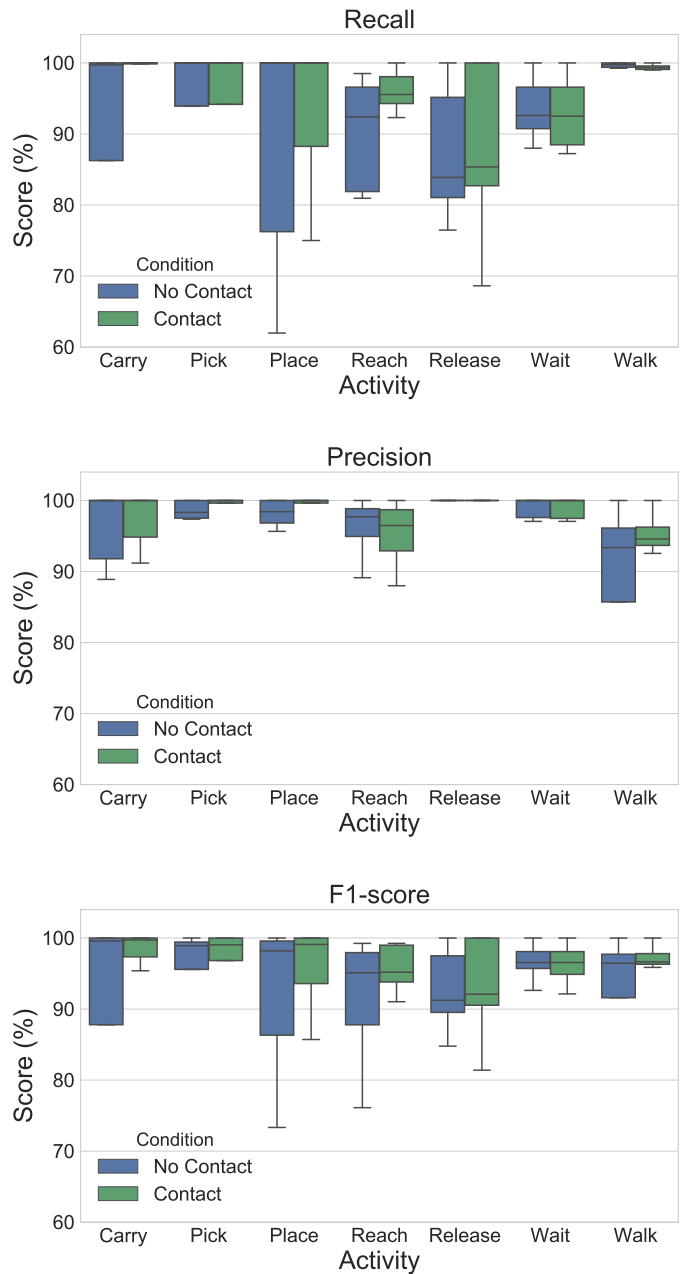 Recall
100
90
80
70
60
Score (%)
Condition
No Contact
Contact
Carry Pick Place Reach Release Wait Walk
Activity
Precision
100
90
80
70
60
Score (%)
Condition
No Contact
Contact
Carry Pick Place Reach Release Wait Walk
Activity
F1-score
100
90
80
70
60
Score (%)
Condition
No Contact
Contact
Carry Pick Place Reach Release Wait Walk
Activity